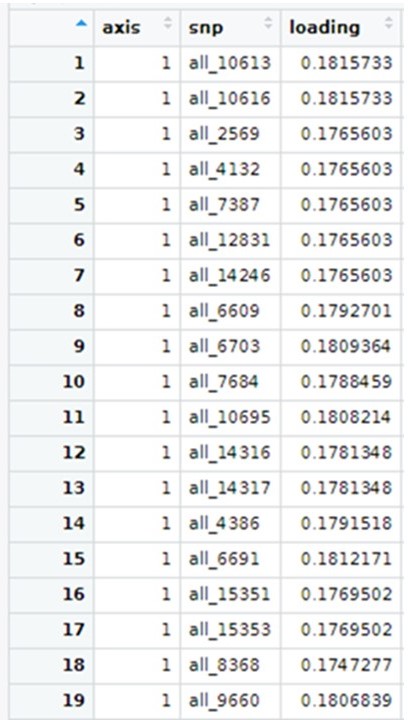 axis snp loading
1 1 all_10613 0.1815733
2 1 all_10616 0.1815733
3 1 all_2569 0.1765603
4 1 all_4132 0.1765603
5 1 all_7387 0.1765603
6 1 all_12831 0.1765603
7 1 all_14246 0.1765603
8 1 all_6609 0.1792701
9 1 all_6703 0.1809364
10 1 all_7684 0.1788459
11 1 all_10695 0.1808214
12 1 all_14316 0.1781348
13 1 all_14317 0.1781348
14 1 all_4386 0.1791518
15 1 all_6691 0.1812171
16 1 all_15351 0.1769502
17 1 all_15353 0.1769502
18 1 all_8368 0.1747277
19 1 all_9660 0.1806839